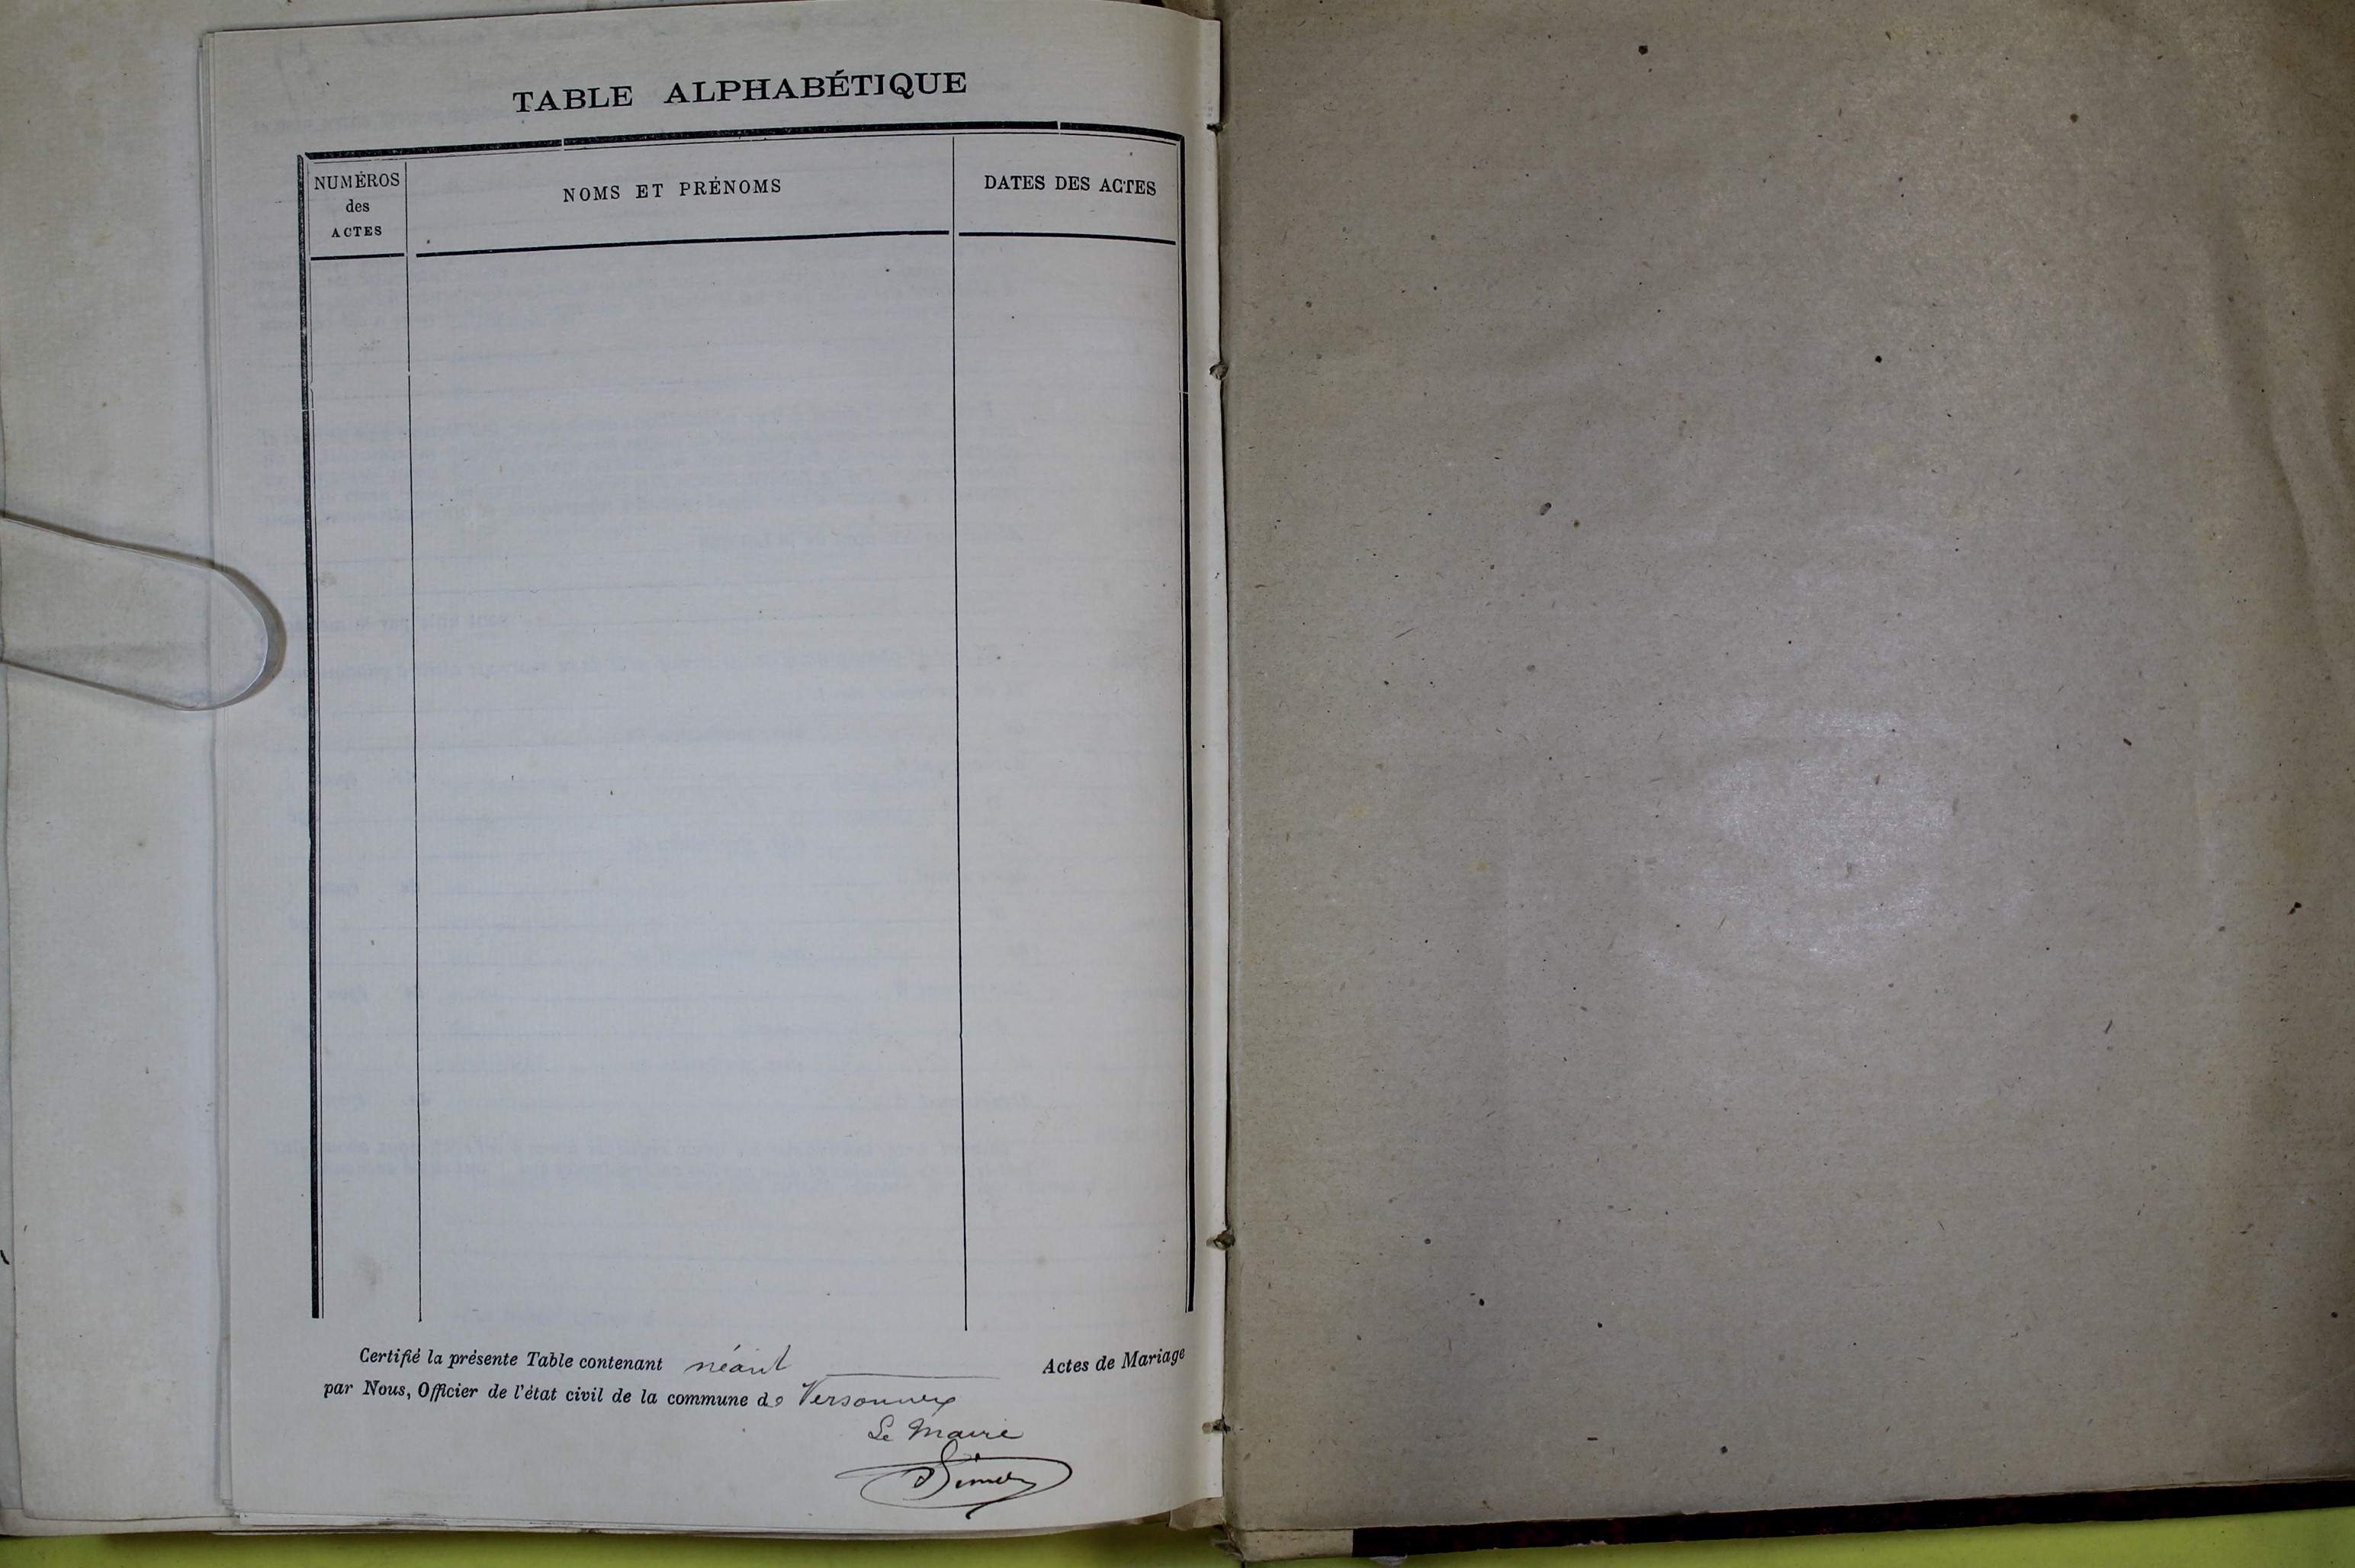 TABLE ALPHABÉTIQUE
NUMÉROS
des
ACTES
NOMS ET PRÉNOMS
DATES DES ACTES
Certifié la présente Table contenant néant Actes de Mariage
par Nous, Officier de l'état civil de la commune de Versonnex
Le Maire